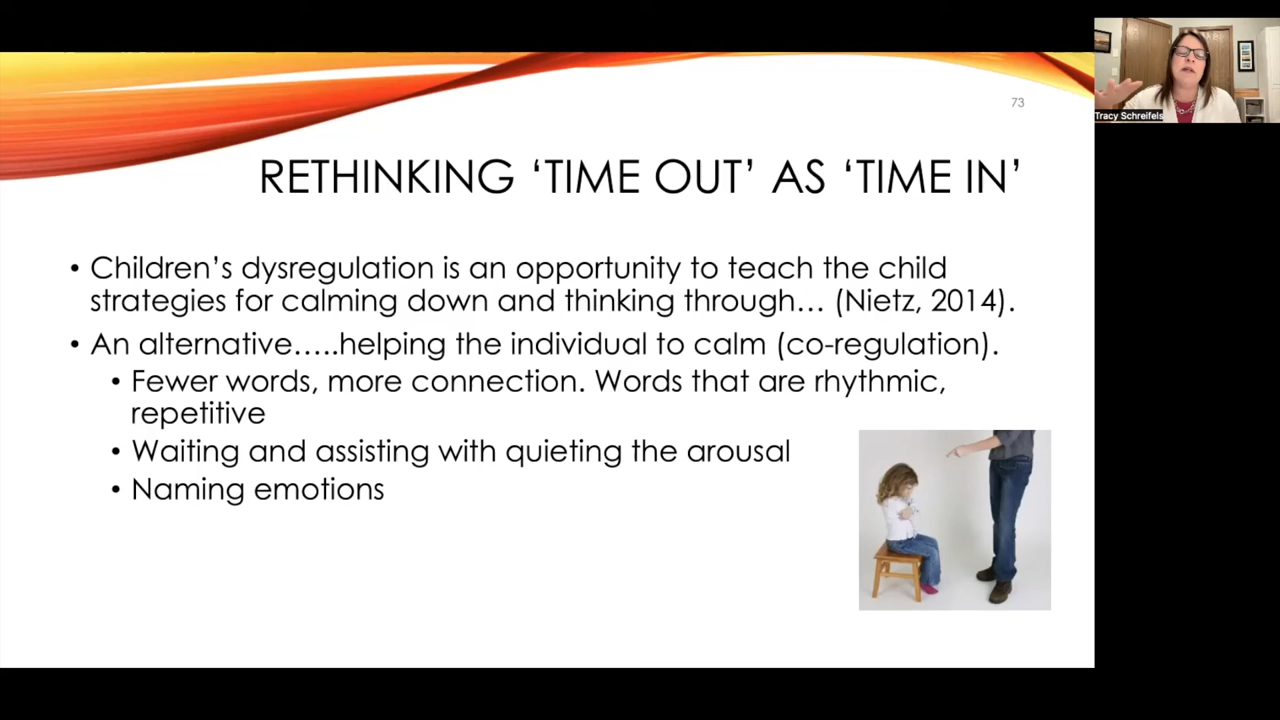 73
RETHINKING ‘TIME OUT’ AS ‘TIME IN’
• Children’s dysregulation is an opportunity to teach the child
strategies for calming down and thinking through… (Nietz, 2014).
• An alternative…..helping the individual to calm (co-regulation).
• Fewer words, more connection. Words that are rhythmic,
repetitive
• Waiting and assisting with quieting the arousal
• Naming emotions
Tracy Schreifels